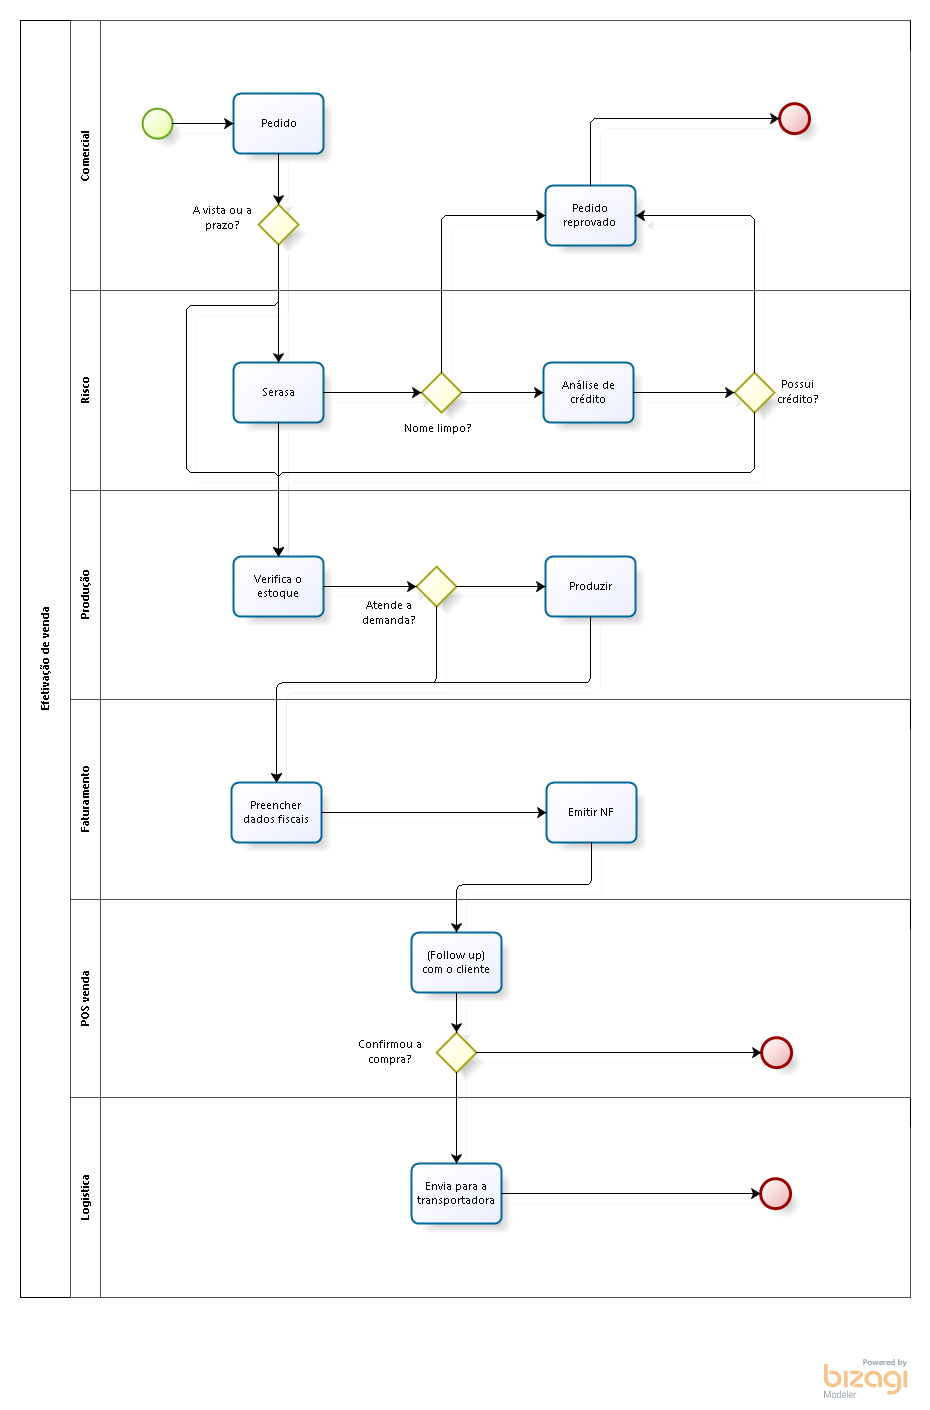 Efetivação de venda
Comercial
Pedido
A vista ou a
prazo?
Pedido
reprovado
Risco
Serasa
Nome limpo?
Análise de
crédito
Possui
crédito?
Produção
Verifica o
estoque
Atende a
demanda?
Produzir
Faturamento
Preencher
dados fiscais
Emitir NF
POS venda
(Follow up)
com o cliente
Confirmou a
compra?
Logística
Envia para a
transportadora
Powered by
bizagi
Modeler